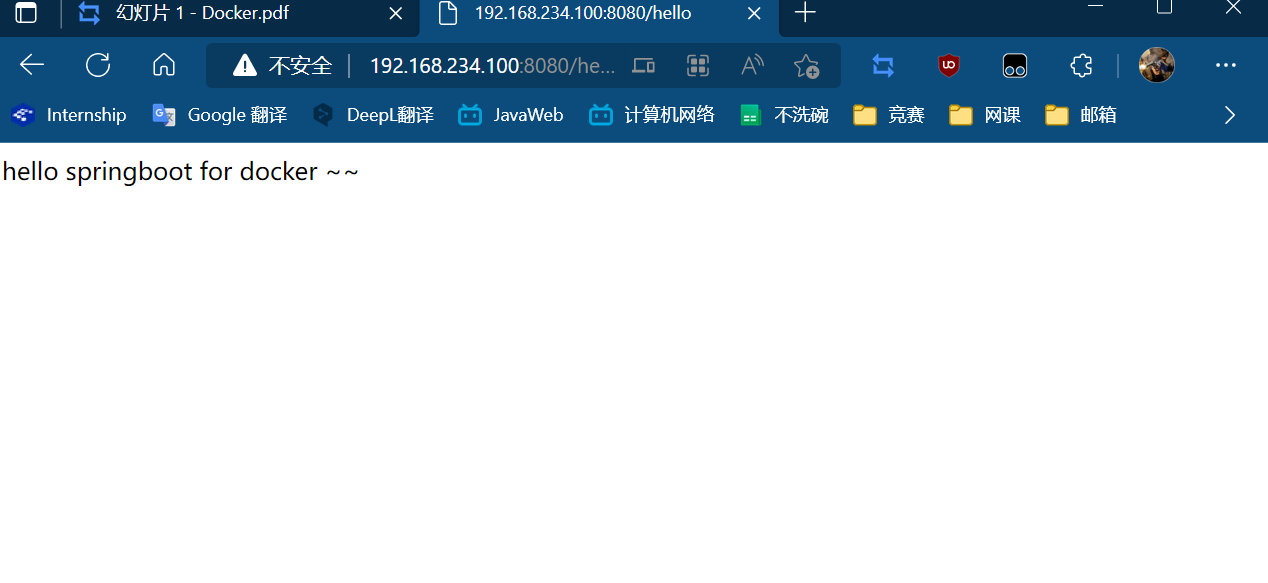 幻灯片 1 - Docker.pdf
192.168.234.100:8080/hello
不安全
192.168.234.100:8080/he...
Internship
Google 翻译
DeepL翻译
JavaWeb
计算机网络
不洗碗
竞赛
网课
邮箱
hello springboot for docker ~~